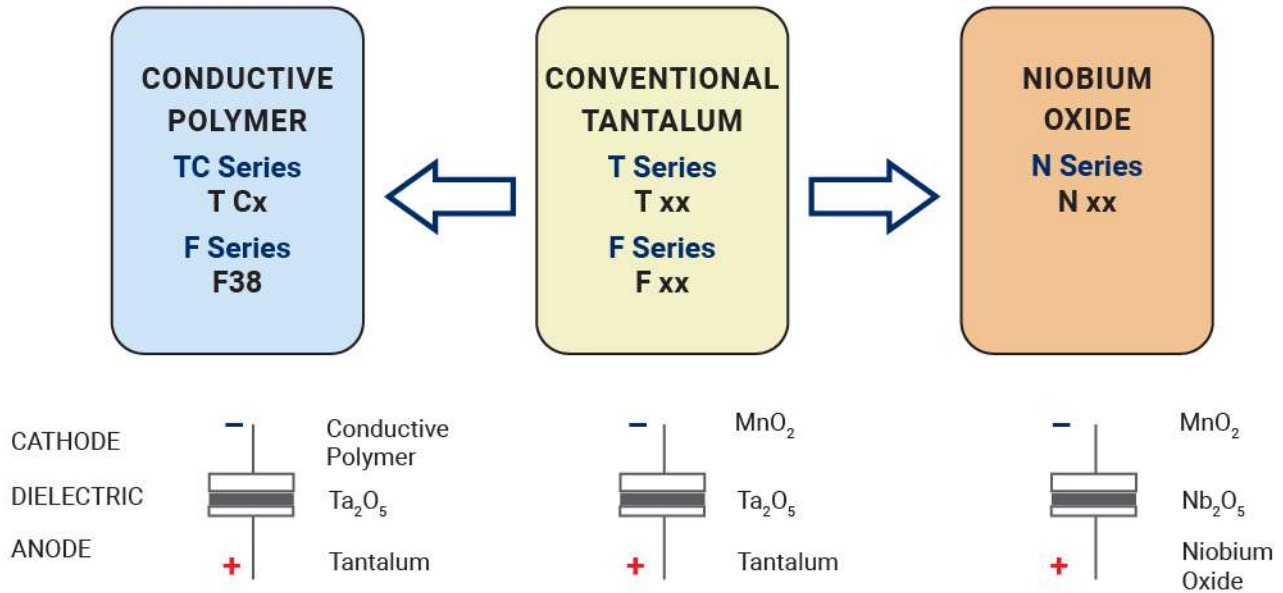 CONDUCTIVE
POLYMER
TC Series
T Cx
F Series
F38
CONVENTIONAL
TANTALUM
T Series
T xx
F Series
F xx
NIOBIUM
OXIDE
N Series
N xx
CATHODE
DIELECTRIC
ANODE
−
Conductive
Polymer
Ta₂O₅
+
Tantalum
−
MnO₂
Ta₂O₅
+
Tantalum
−
MnO₂
Nb₂O₅
+
Niobium
Oxide